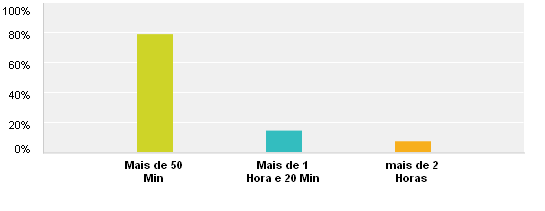 100%
80%
60%
40%
20%
0%
Mais de 50
Min
Mais de 1
Hora e 20 Min
mais de 2
Horas